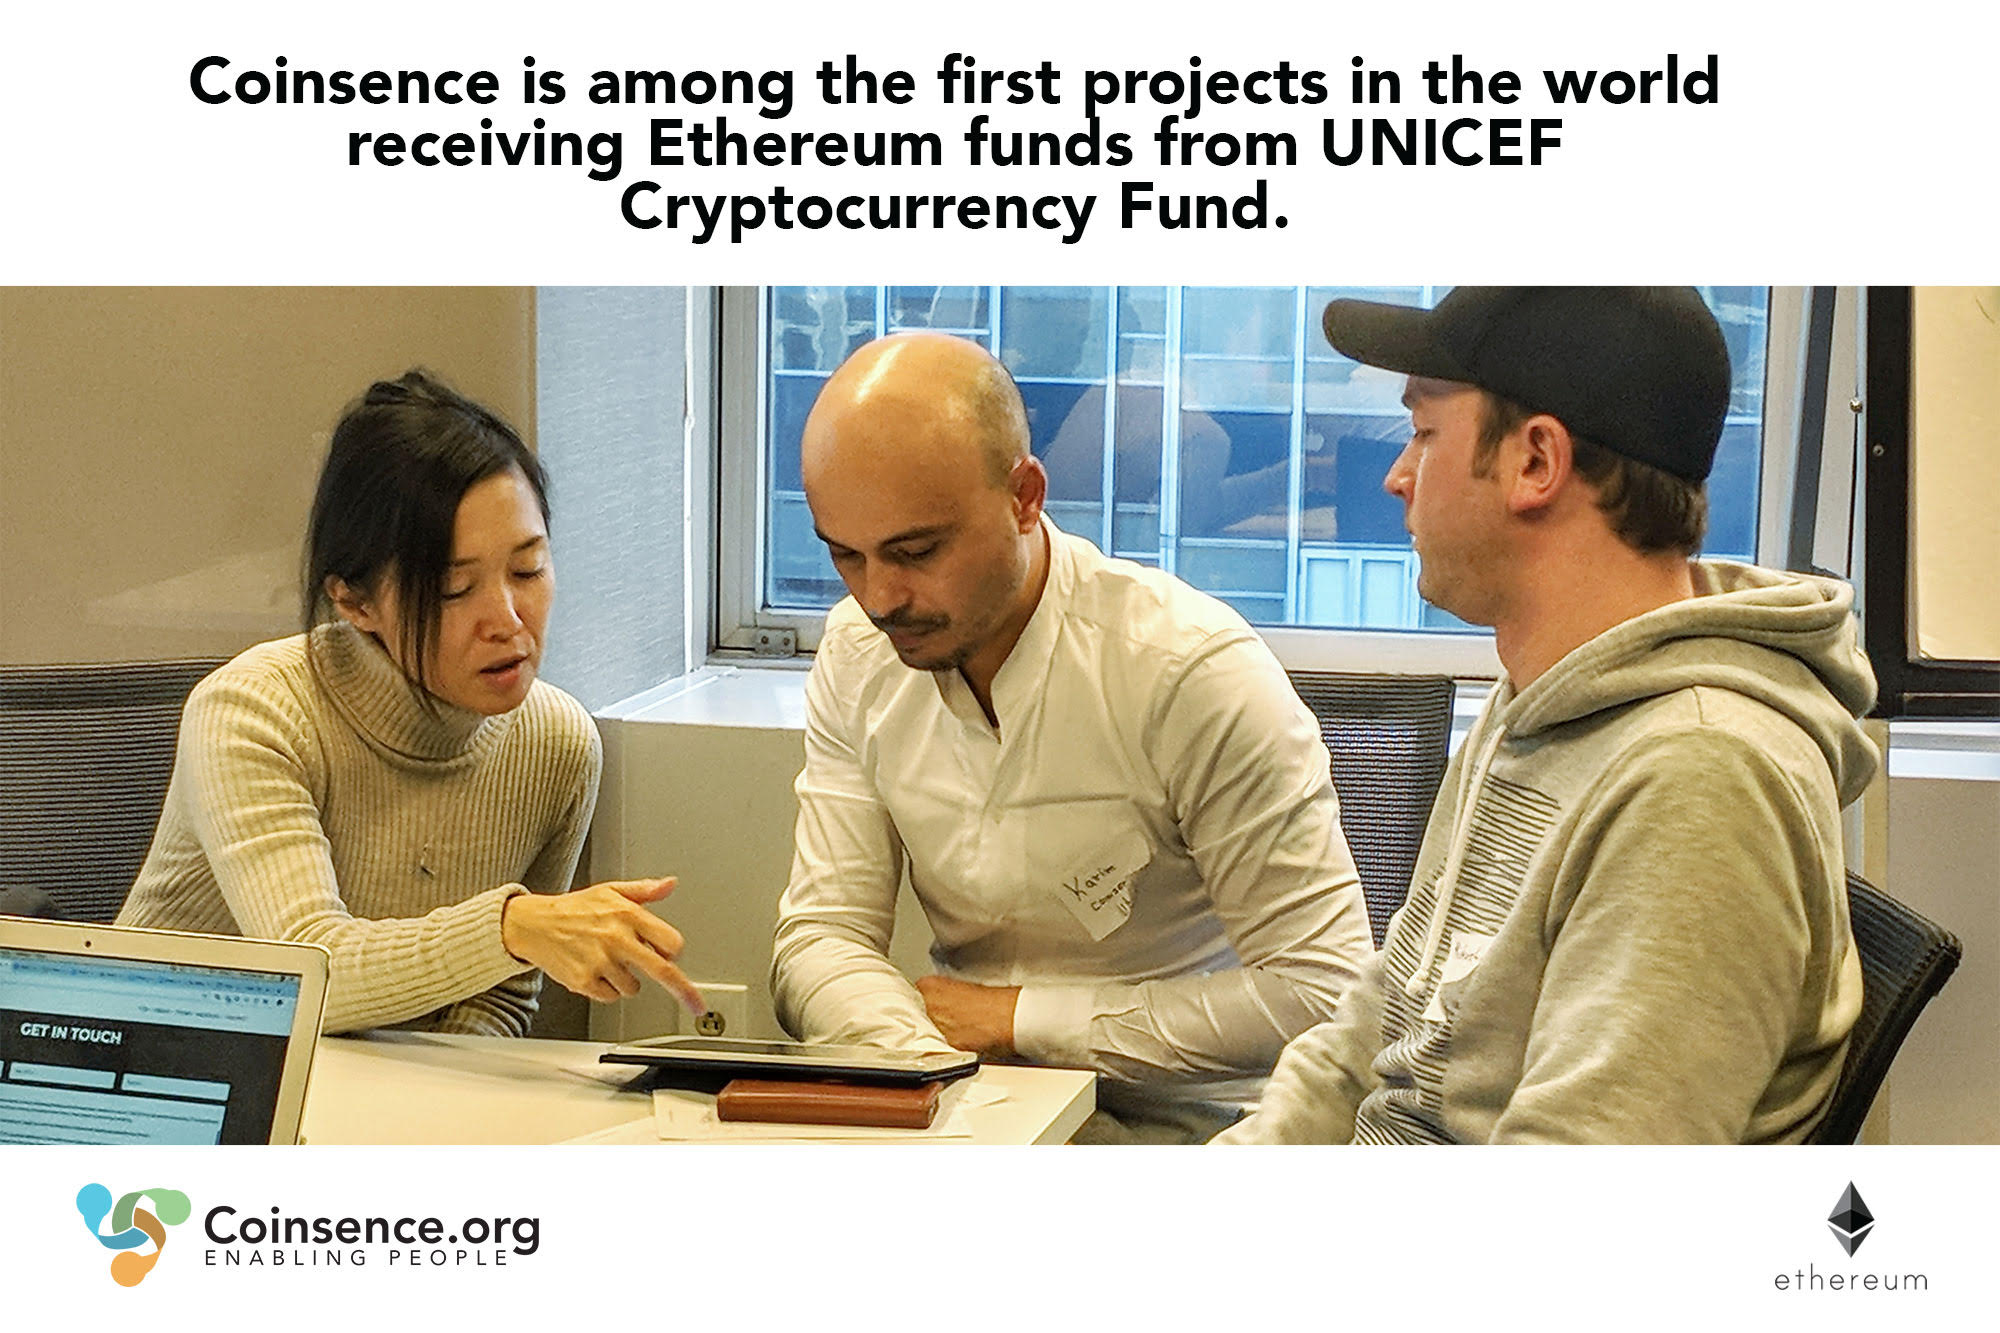 Coinsence is among the first projects in the world
receiving Ethereum funds from UNICEF
Cryptocurrency Fund.
Karim
GET IN TOUCH
Coinsence.org
ENABLING PEOPLE
ethereum